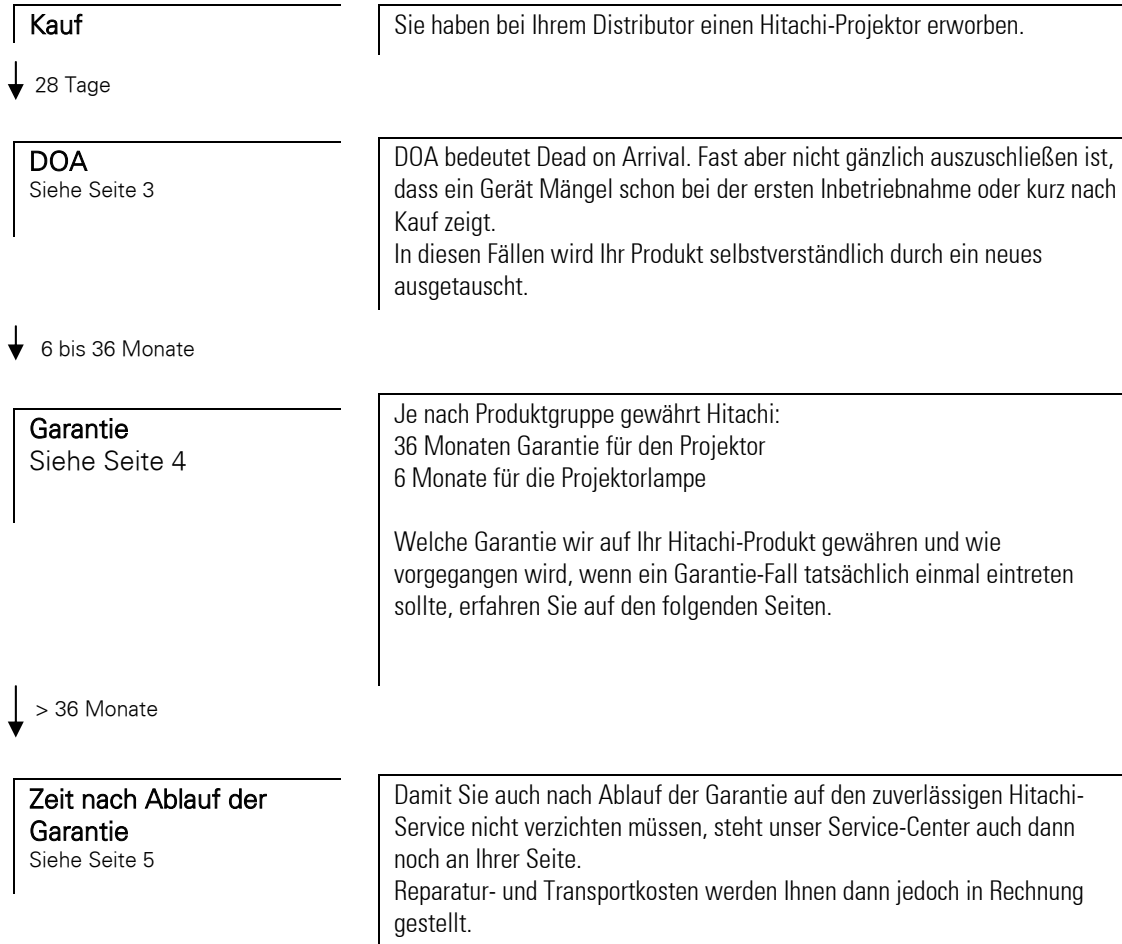 Kauf
Sie haben bei Ihrem Distributor einen Hitachi-Projektor erworben.
28 Tage
DOA
Siehe Seite 3
DOA bedeutet Dead on Arrival. Fast aber nicht gänzlich auszuschließen ist,
dass ein Gerät Mängel schon bei der ersten Inbetriebnahme oder kurz nach
Kauf zeigt.
In diesen Fällen wird Ihr Produkt selbstverständlich durch ein neues
ausgetauscht.
6 bis 36 Monate
Garantie
Siehe Seite 4
Je nach Produktgruppe gewährt Hitachi:
36 Monaten Garantie für den Projektor
6 Monate für die Projektorlampe
Welche Garantie wir auf Ihr Hitachi-Produkt gewähren und wie
vorgegangen wird, wenn ein Garantie-Fall tatsächlich einmal eintreten
sollte, erfahren Sie auf den folgenden Seiten.
> 36 Monate
Zeit nach Ablauf der
Garantie
Siehe Seite 5
Damit Sie auch nach Ablauf der Garantie auf den zuverlässigen Hitachi-
Service nicht verzichten müssen, steht unser Service-Center auch dann
noch an Ihrer Seite.
Reparatur- und Transportkosten werden Ihnen dann jedoch in Rechnung
gestellt.